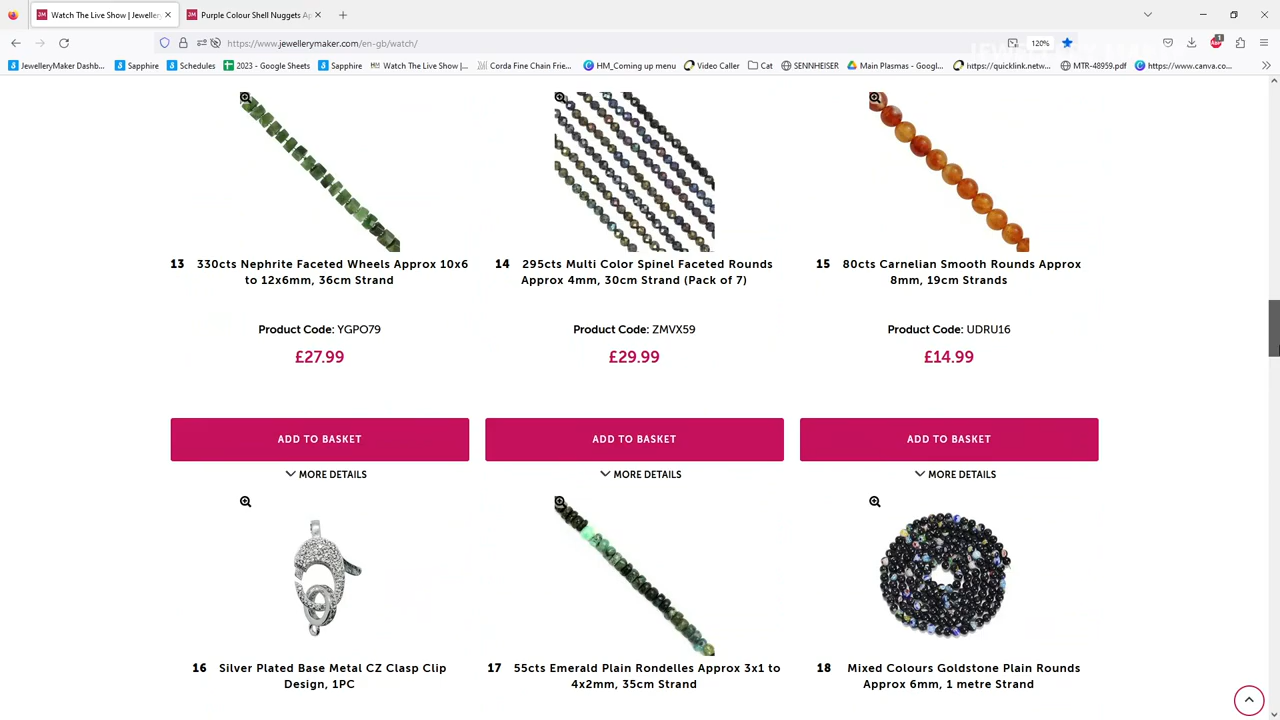 Watch The Live Show | Jeweller
Purple Colour Shell Nuggets Ap
https://www.jewellerymaker.com/en-gb/watch/
120%
JewelleryMaker Dashb...
Sapphire
Schedules
2023 - Google Sheets
Sapphire
Watch The Live Show |...
Corda Fine Chain Frie...
HM_Coming up menu
Video Caller
Cat
SENNHEISER
Main Plasmas - Googl...
https://quicklink.netw...
MTR-48959.pdf
https://www.canva.co...
13 330cts Nephrite Faceted Wheels Approx 10x6
to 12x6mm, 36cm Strand
Product Code: YGPO79
£27.99
ADD TO BASKET
MORE DETAILS
14 295cts Multi Color Spinel Faceted Rounds
Approx 4mm, 30cm Strand (Pack of 7)
Product Code: ZMVX59
£29.99
ADD TO BASKET
MORE DETAILS
15 80cts Carnelian Smooth Rounds Approx
8mm, 19cm Strands
Product Code: UDRU16
£14.99
ADD TO BASKET
MORE DETAILS
16 Silver Plated Base Metal CZ Clasp Clip
Design, 1PC
17 55cts Emerald Plain Rondelles Approx 3x1 to
4x2mm, 35cm Strand
18 Mixed Colours Goldstone Plain Rounds
Approx 6mm, 1 metre Strand